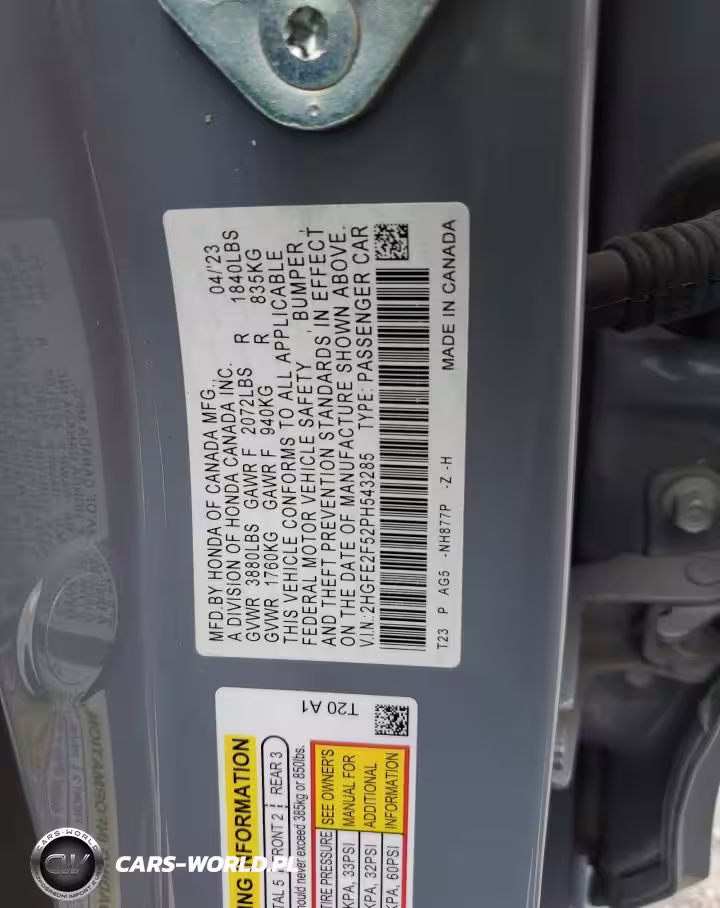 MFD.BY HONDA OF CANADA MFG., 04/'23
A DIVISION OF HONDA CANADA INC.
GVWR 3880LBS GAWR F 2072LBS R 1840LBS
GVWR 1760KG GAWR F 940KG R 835KG
THIS VEHICLE CONFORMS TO ALL APPLICABLE
FEDERAL MOTOR VEHICLE SAFETY , BUMPER ,
AND THEFT PREVENTION STANDARDS IN EFFECT
ON THE DATE OF MANUFACTURE SHOWN ABOVE.
V.I.N.:2HGFE2F52PH543285 TYPE: PASSENGER CAR
T23 P AG5 -NH877P -Z -H MADE IN CANADA
T20 A1
ING INFORMATION
TAL 5 FRONT 2 REAR 3
hould never exceed 385kg or 850lbs.
TIRE PRESSURE
KPA, 33PSI
KPA, 32PSI
KPA, 60PSI
SEE OWNER'S
MANUAL FOR
ADDITIONAL
INFORMATION
CARS-WORLD
CW
CARS-WORLD.PL